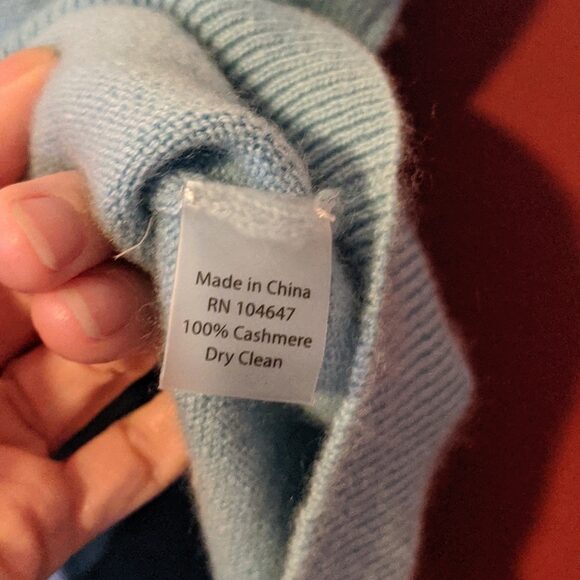 Made in China
RN 104647
100% Cashmere
Dry Clean